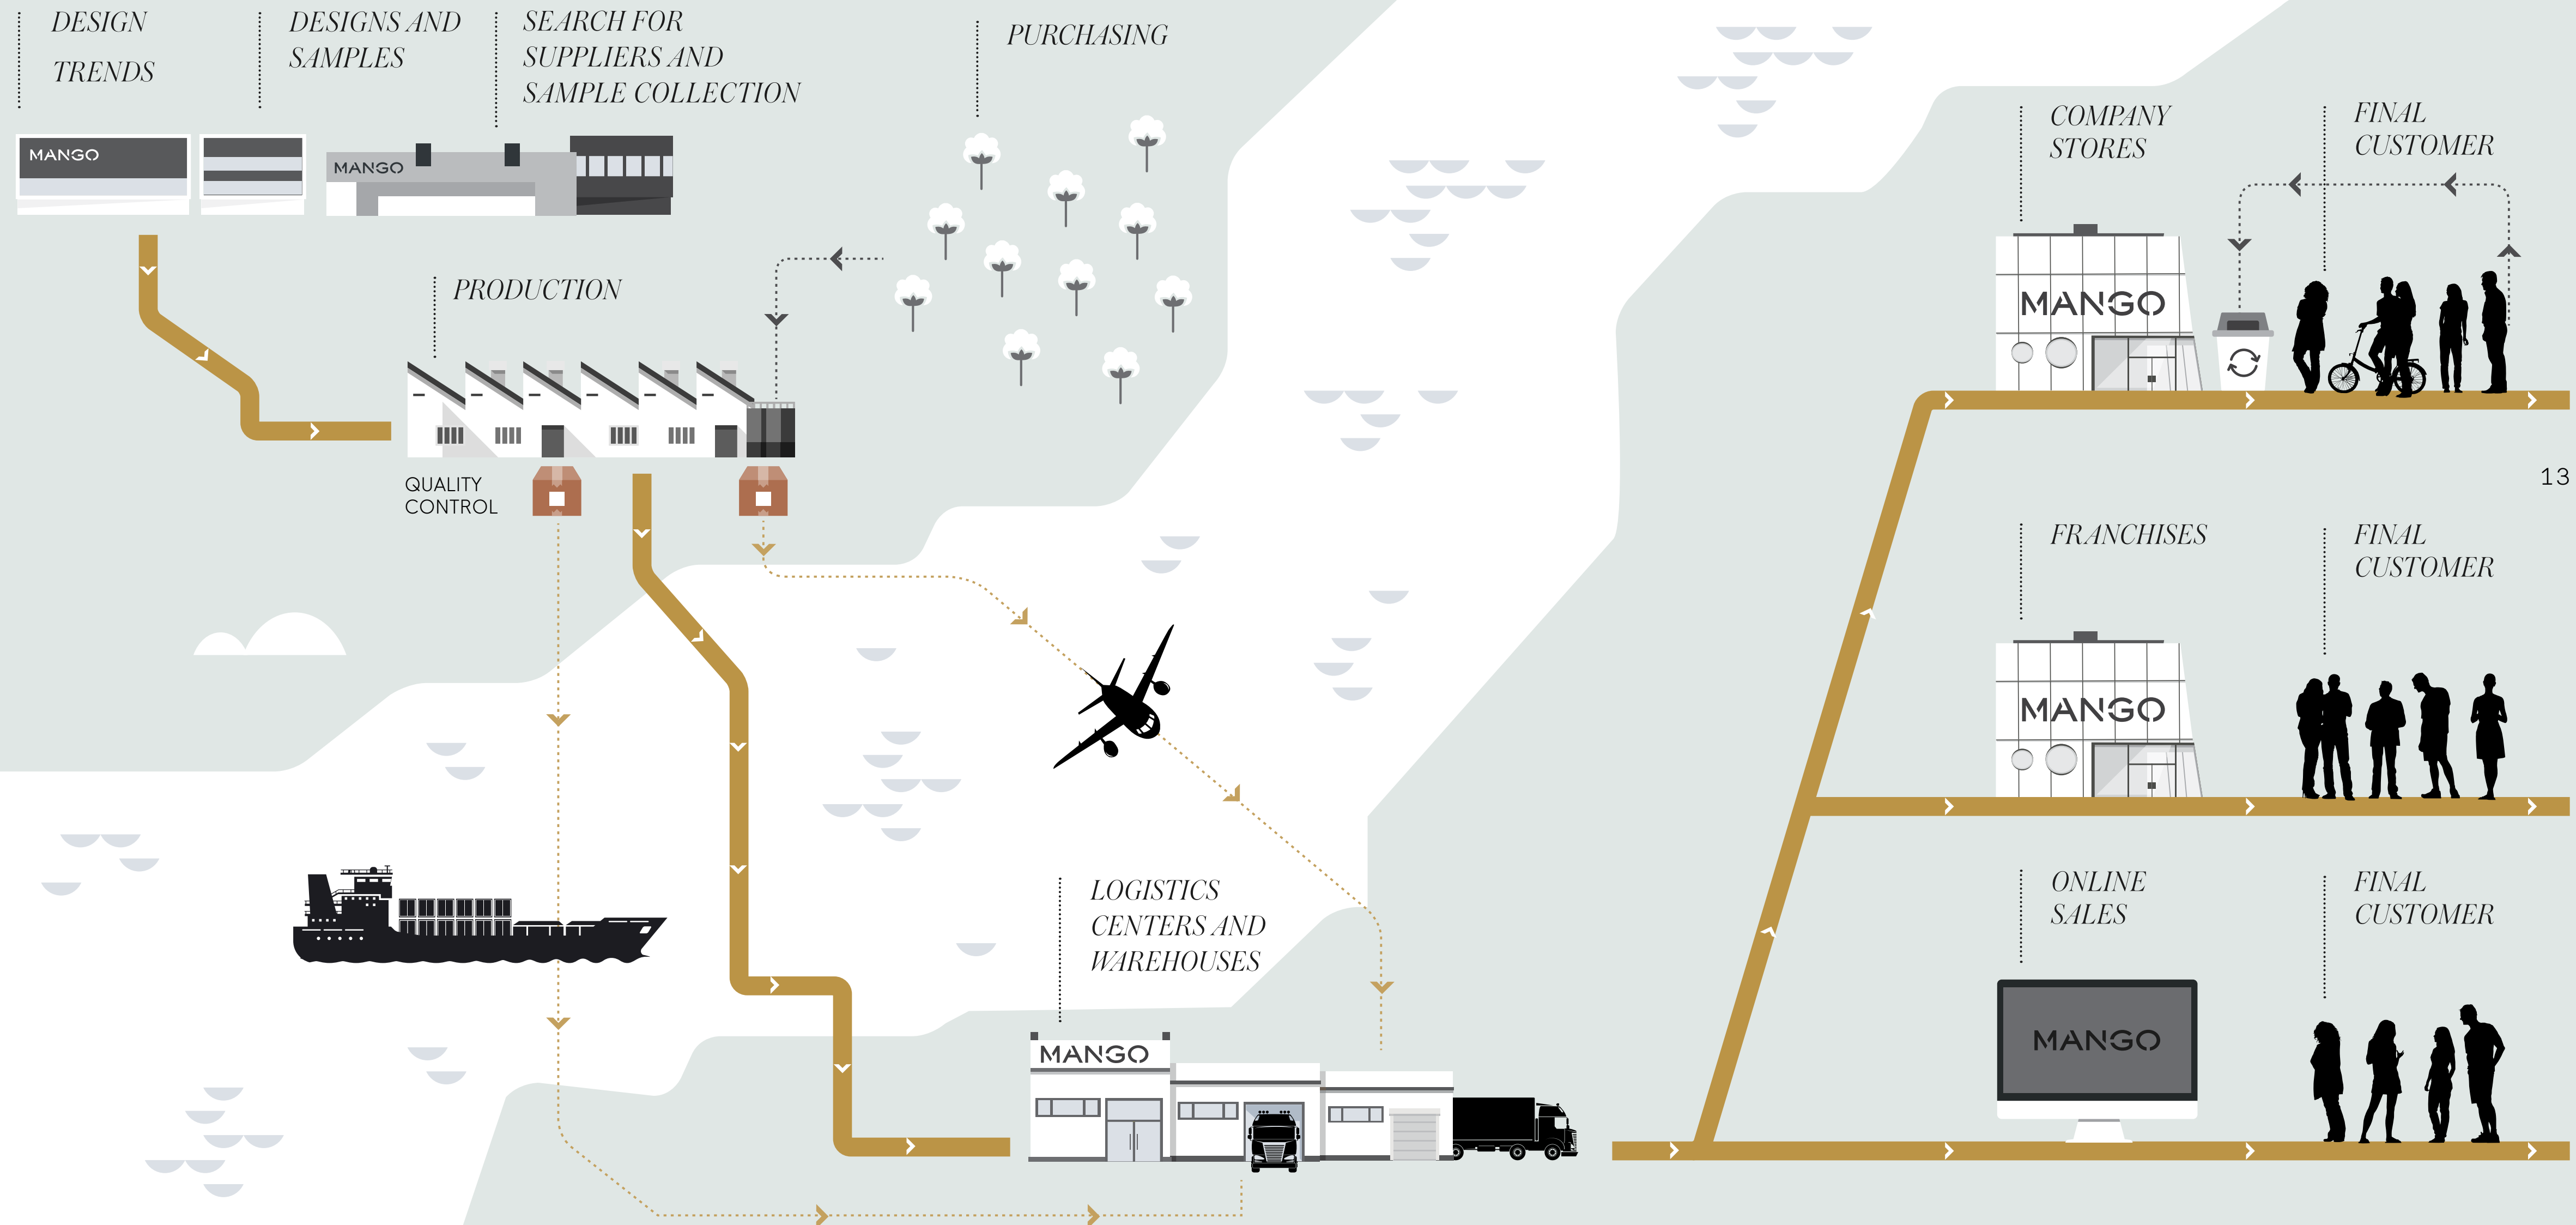 DESIGN
TRENDS
DESIGNS AND
SAMPLES
SEARCH FOR
SUPPLIERS AND
SAMPLE COLLECTION
PURCHASING
MANGO
MANGO
PRODUCTION
QUALITY
CONTROL
LOGISTICS
CENTERS AND
WAREHOUSES
MANGO
COMPANY
STORES
FINAL
CUSTOMER
MANGO
13
FRANCHISES
FINAL
CUSTOMER
MANGO
ONLINE
SALES
FINAL
CUSTOMER
MANGO